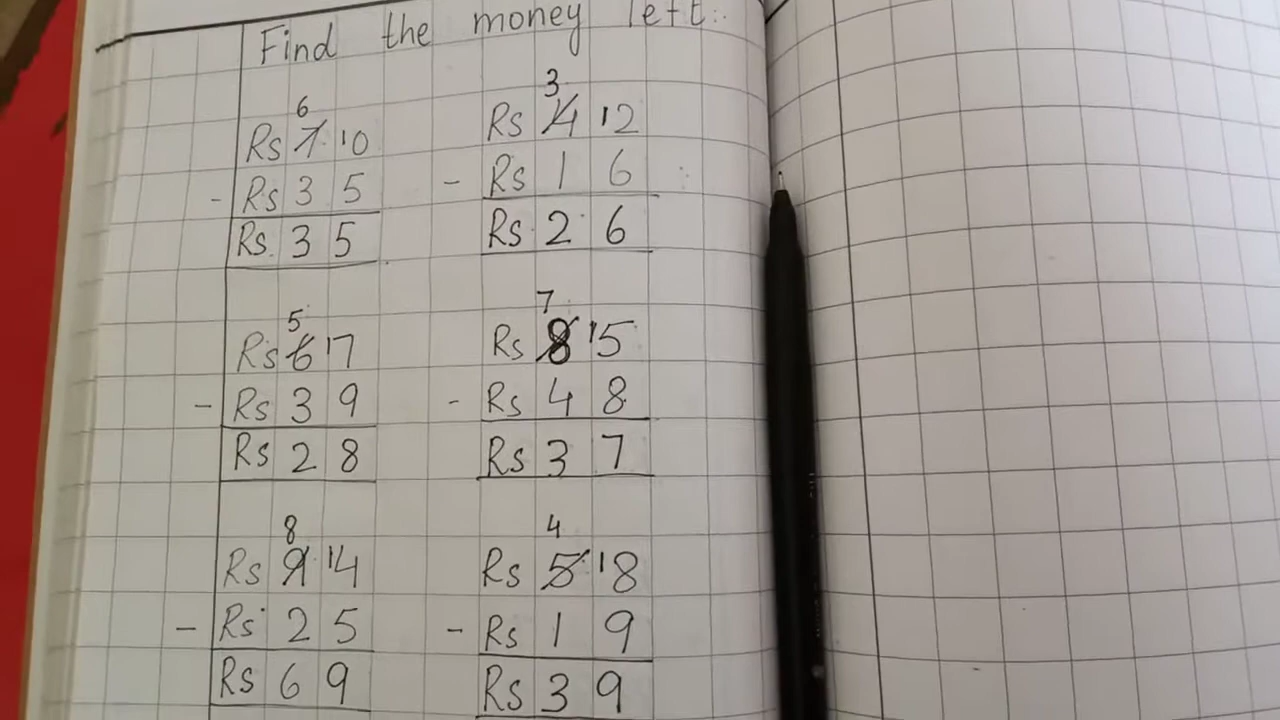 Find the money left:
6 3
Rs 7 10 Rs 4 12
- Rs 3 5 - Rs 1 6
Rs. 3 5 Rs 2 6
5 7
Rs 6 17 Rs 8 15
- Rs 3 9 - Rs 4 8
Rs 2 8 Rs 3 7
8 4
Rs 9 14 Rs 5 18
- Rs 2 5 - Rs 1 9
Rs 6 9 Rs 3 9